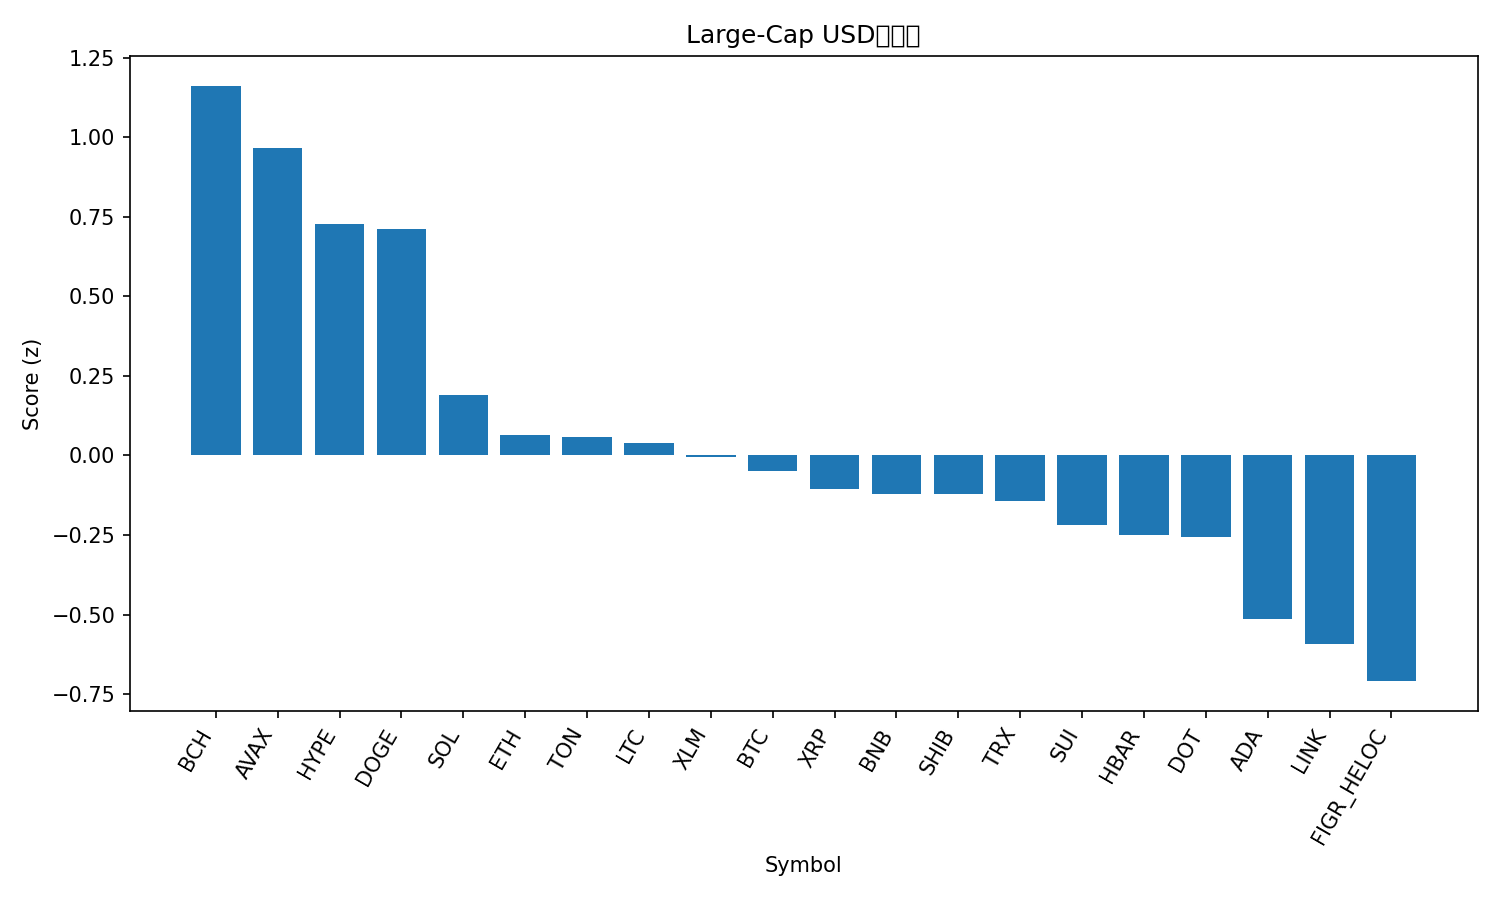 Large-Cap USD
Score (z)
1.25
1.00
0.75
0.50
0.25
0.00
−0.25
−0.50
−0.75
BCH
AVAX
HYPE
DOGE
SOL
ETH
TON
LTC
XLM
BTC
XRP
BNB
SHIB
TRX
SUI
HBAR
DOT
ADA
LINK
FIGR_HELOC
Symbol